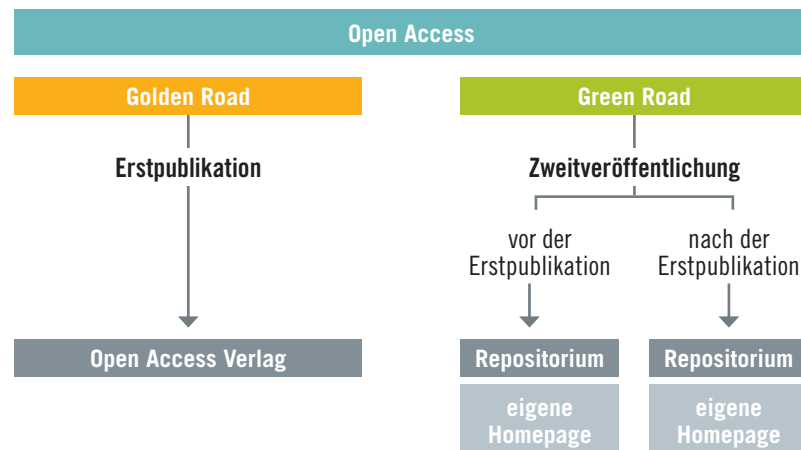 Open Access
Golden Road
Green Road
Erstpublikation
Zweitveröffentlichung
vor der
Erstpublikation
nach der
Erstpublikation
Open Access Verlag
Repositorium
Repositorium
eigene
Homepage
eigene
Homepage